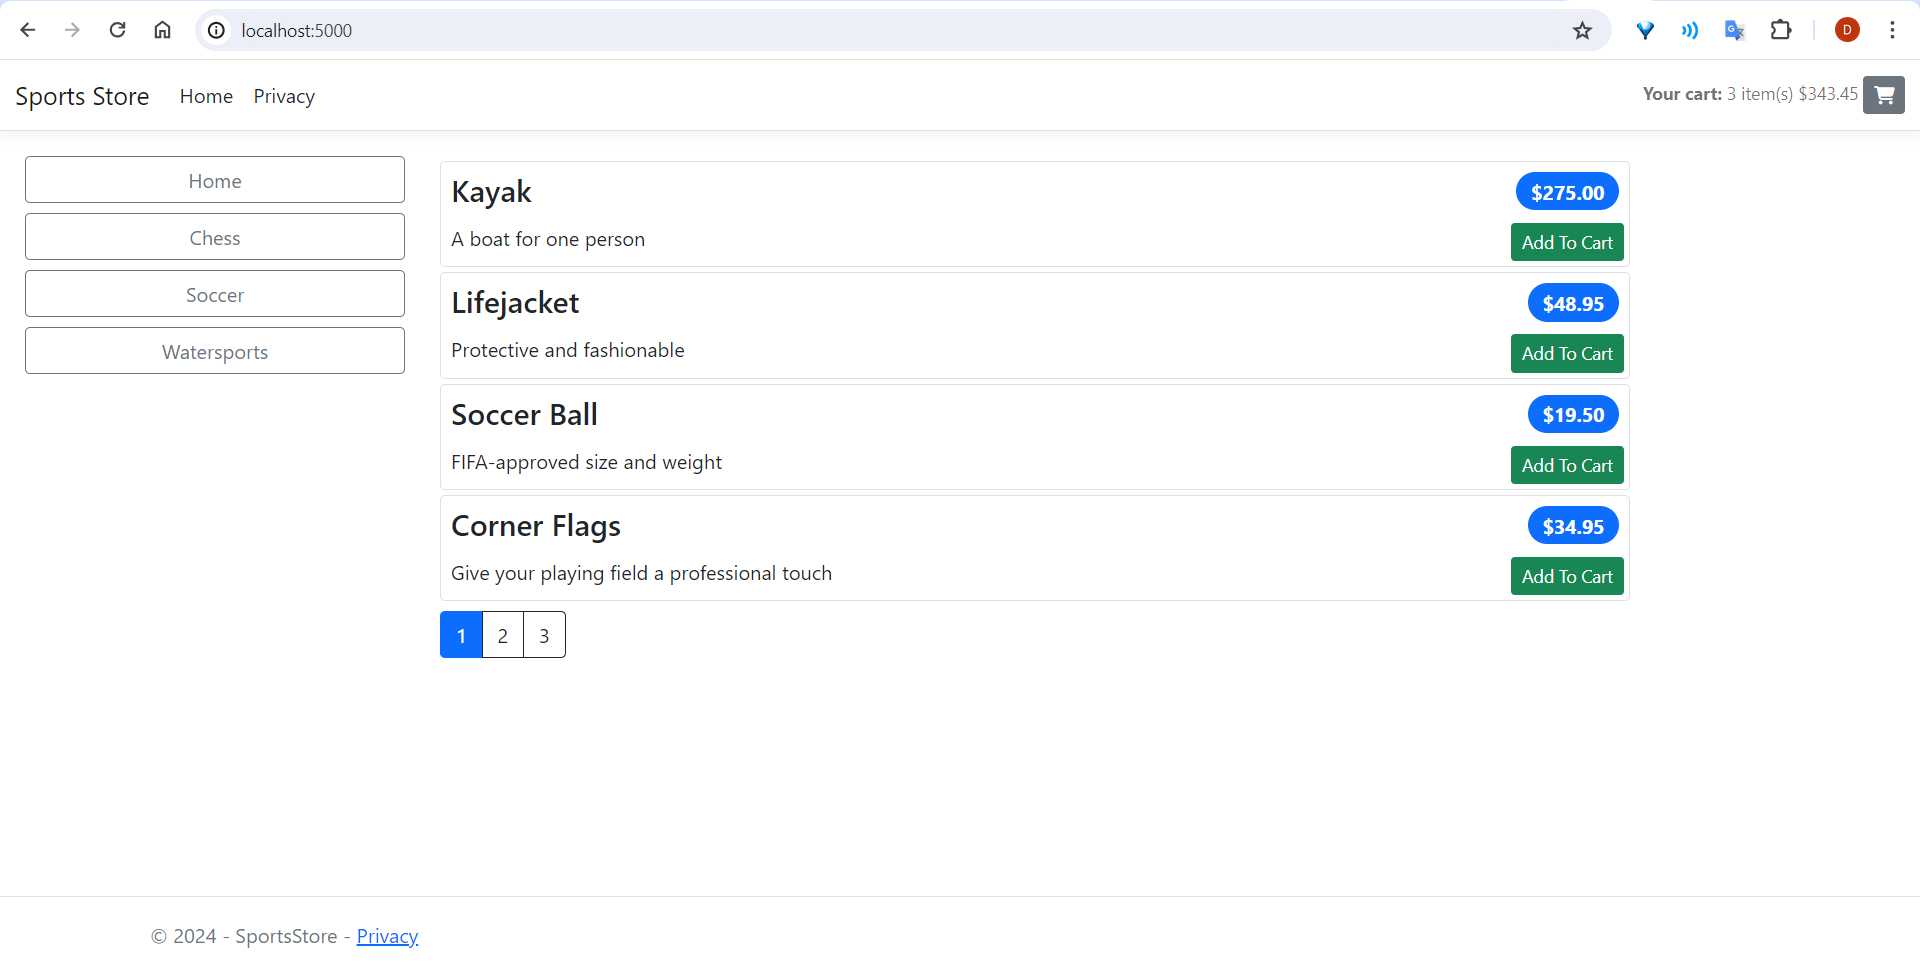 localhost:5000
D
Sports Store Home Privacy Your cart: 3 item(s) $343.45
Home
Chess
Soccer
Watersports
Kayak $275.00
A boat for one person Add To Cart
Lifejacket $48.95
Protective and fashionable Add To Cart
Soccer Ball $19.50
FIFA-approved size and weight Add To Cart
Corner Flags $34.95
Give your playing field a professional touch Add To Cart
1 2 3
© 2024 - SportsStore - Privacy